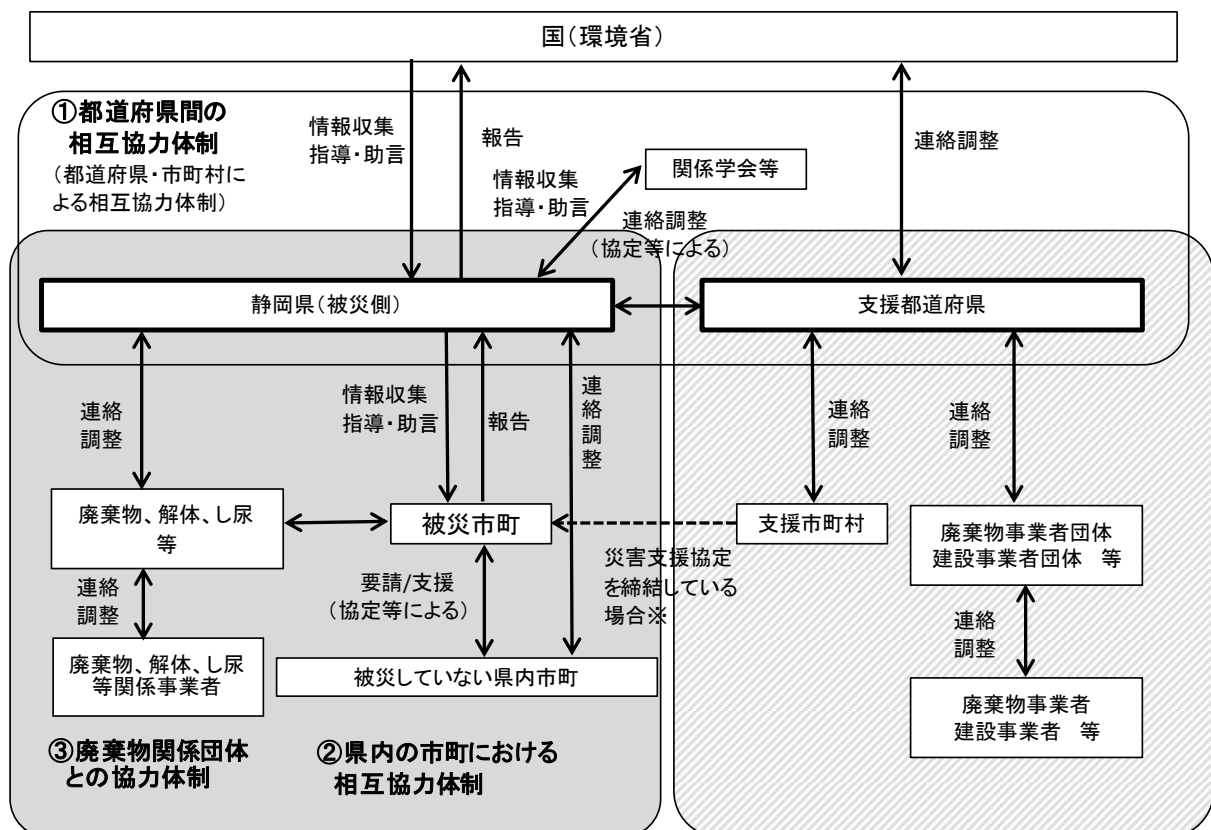 国（環境省）
①都道府県間の
相互協力体制
（都道府県・市町村に
よる相互協力体制）
情報収集
指導・助言
報告
情報収集
指導・助言
関係学会等
連絡調整
連絡調整
（協定等による）
静岡県（被災側）
支援都道府県
連絡
調整
情報収集
指導・助言
報告
連
絡
調
整
連絡
調整
連絡
調整
廃棄物、解体、し尿
等
被災市町
支援市町村
廃棄物事業者団体
建設事業者団体　等
連絡
調整
要請/支援
（協定等による）
災害支援協定
を締結している
場合※
連絡
調整
廃棄物、解体、し尿
等関係事業者
被災していない県内市町
廃棄物事業者
建設事業者　等
③廃棄物関係団体
との協力体制
②県内の市町における
相互協力体制